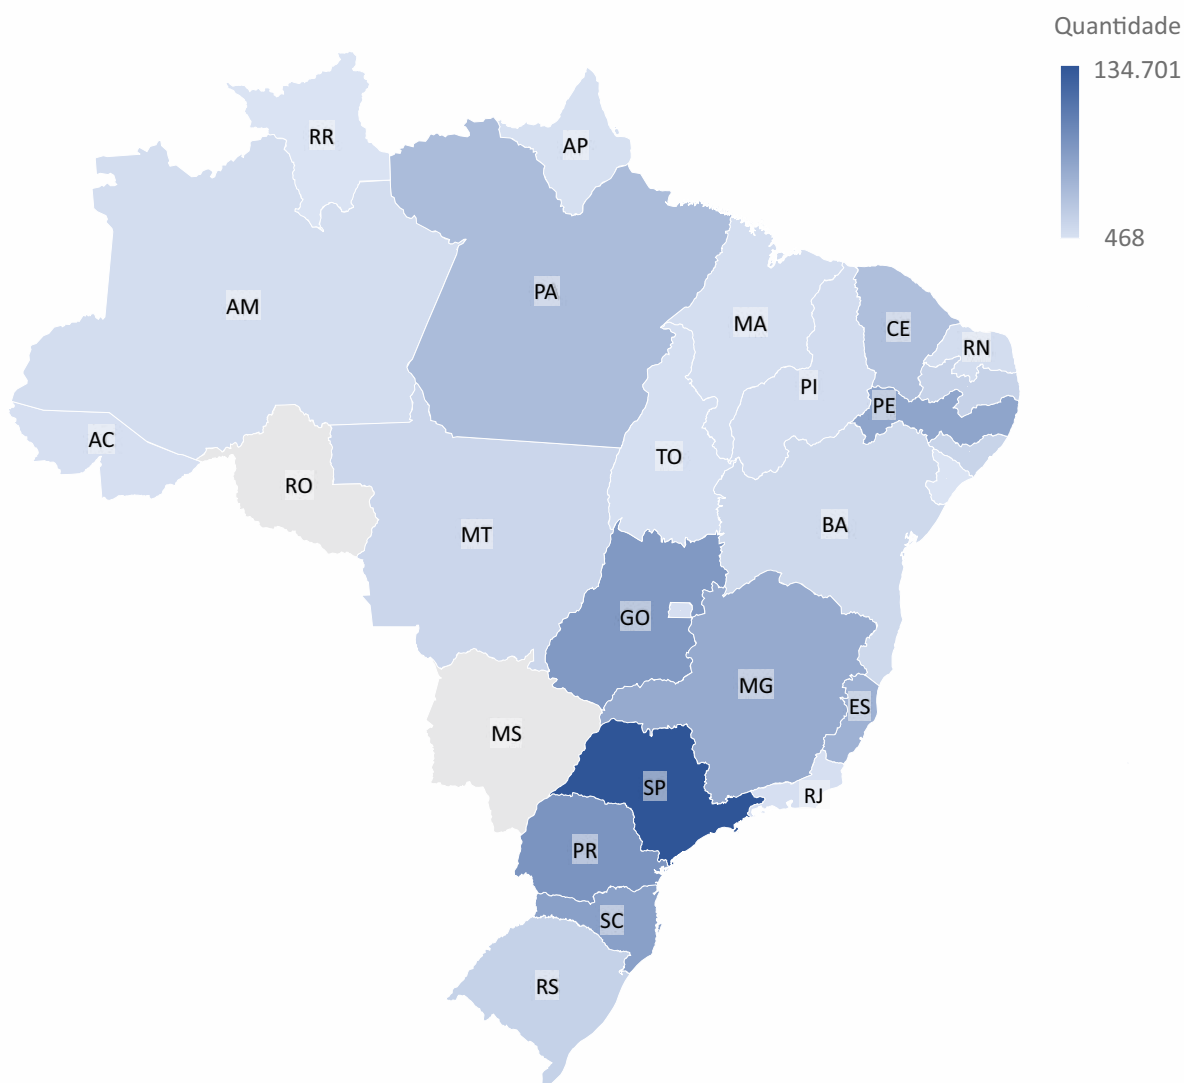 Quantidade
134.701
468
RR
AP
AM
PA
MA
CE
RN
PI
PE
AC
TO
RO
BA
MT
GO
MG
ES
MS
SP
RJ
PR
SC
RS